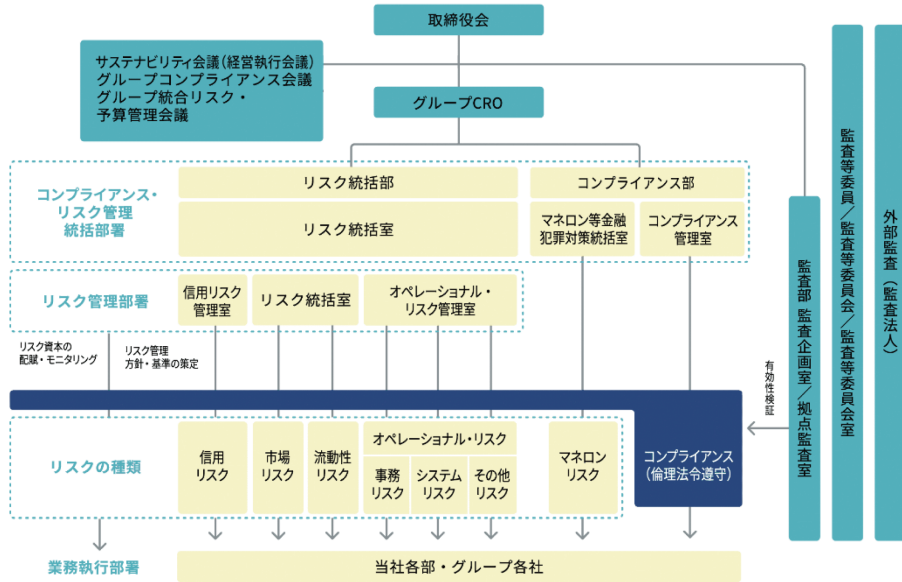 取締役会
サステナビリティ会議(経営執行会議)
グループコンプライアンス会議
グループ統合リスク・
予算管理会議
グループCRO
コンプライアンス・
リスク管理
統括部署
リスク統括部
コンプライアンス部
リスク統括室
マネロン等金融
犯罪対策統括室
コンプライアンス
管理室
リスク管理部署
信用リスク
管理室
リスク統括室
オペレーショナル・
リスク管理室
リスク資本の
配賦・モニタリング
リスク管理
方針・基準の策定
リスクの種類
信用
リスク
市場
リスク
流動性
リスク
オペレーショナル・リスク
事務
リスク
システム
リスク
その他
リスク
マネロン
リスク
コンプライアンス
(倫理法令遵守)
有効性検証
監査部 監査企画室／拠点監査室
監査等委員／監査等委員会／監査等委員会室
外部監査（監査法人）
業務執行部署
当社各部・グループ各社